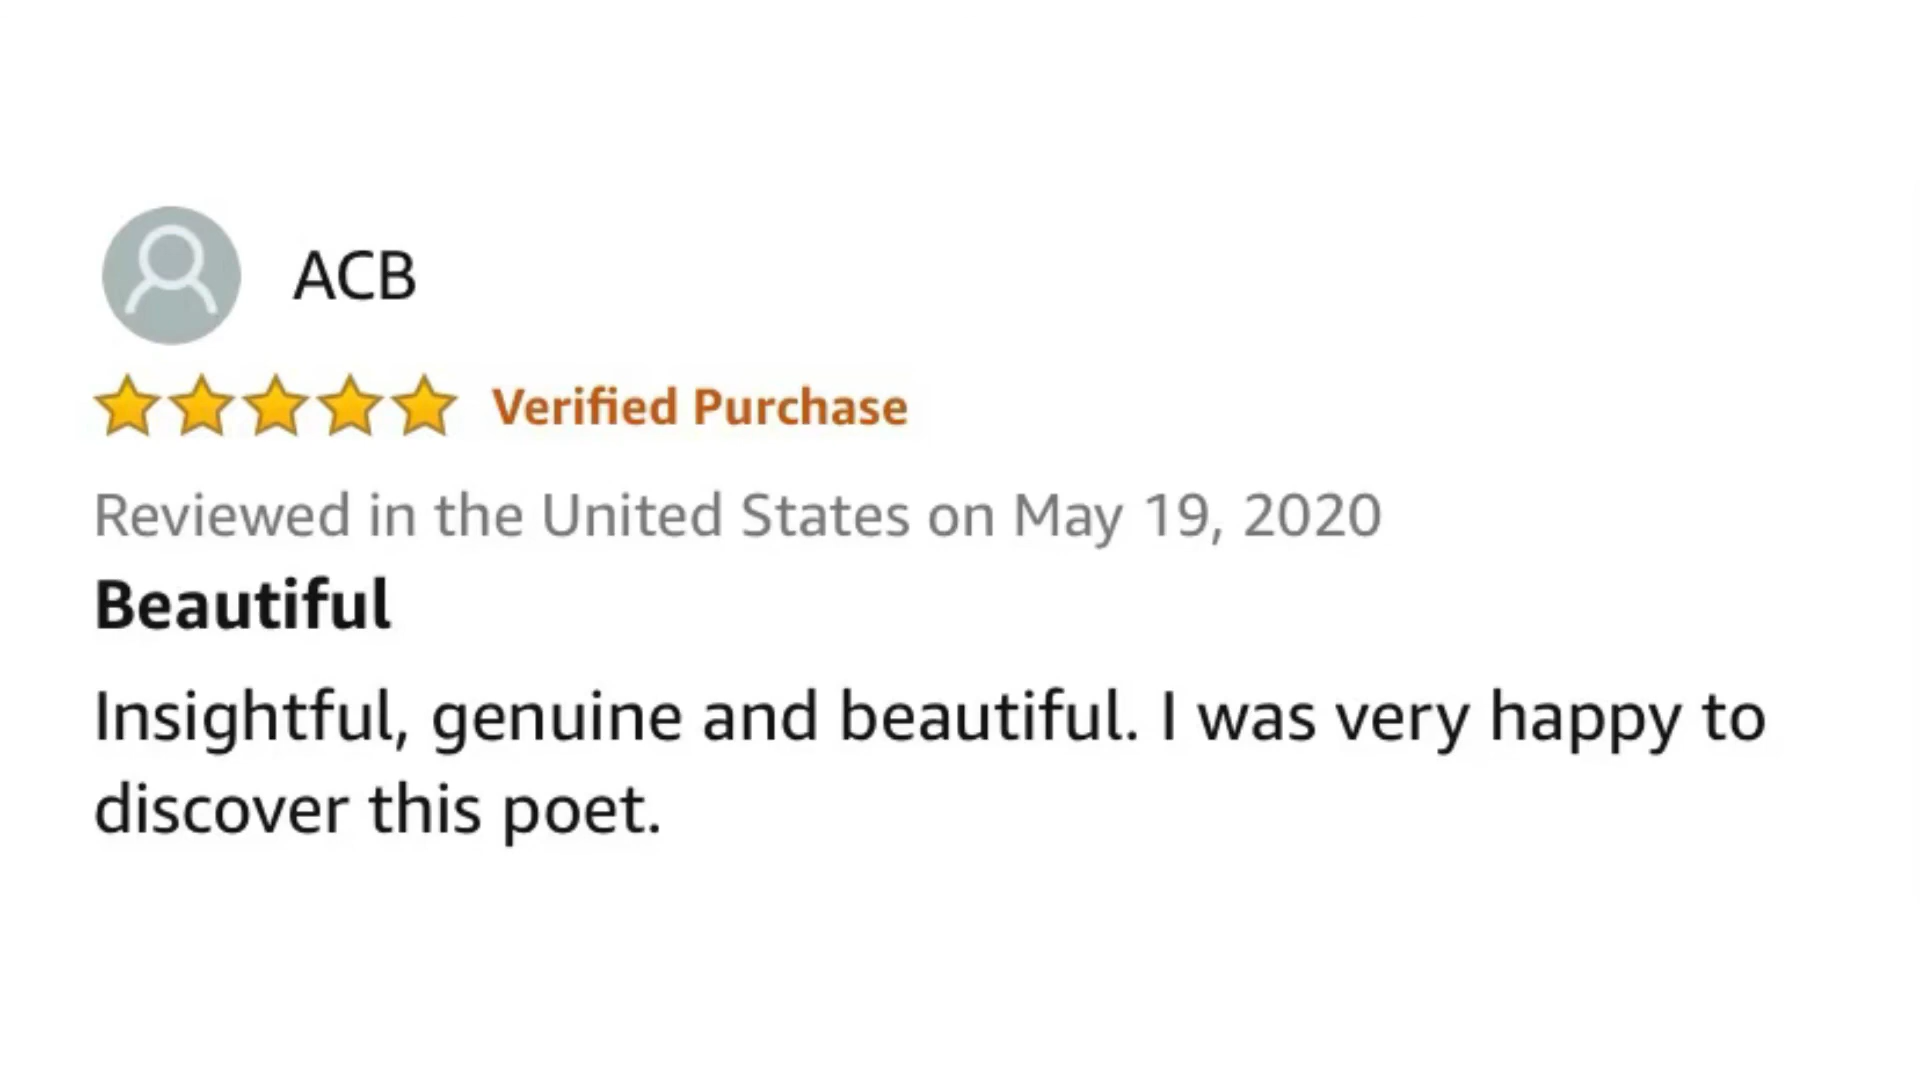 ACB
Verified Purchase
Reviewed in the United States on May 19, 2020
Beautiful
Insightful, genuine and beautiful. I was very happy to
discover this poet.